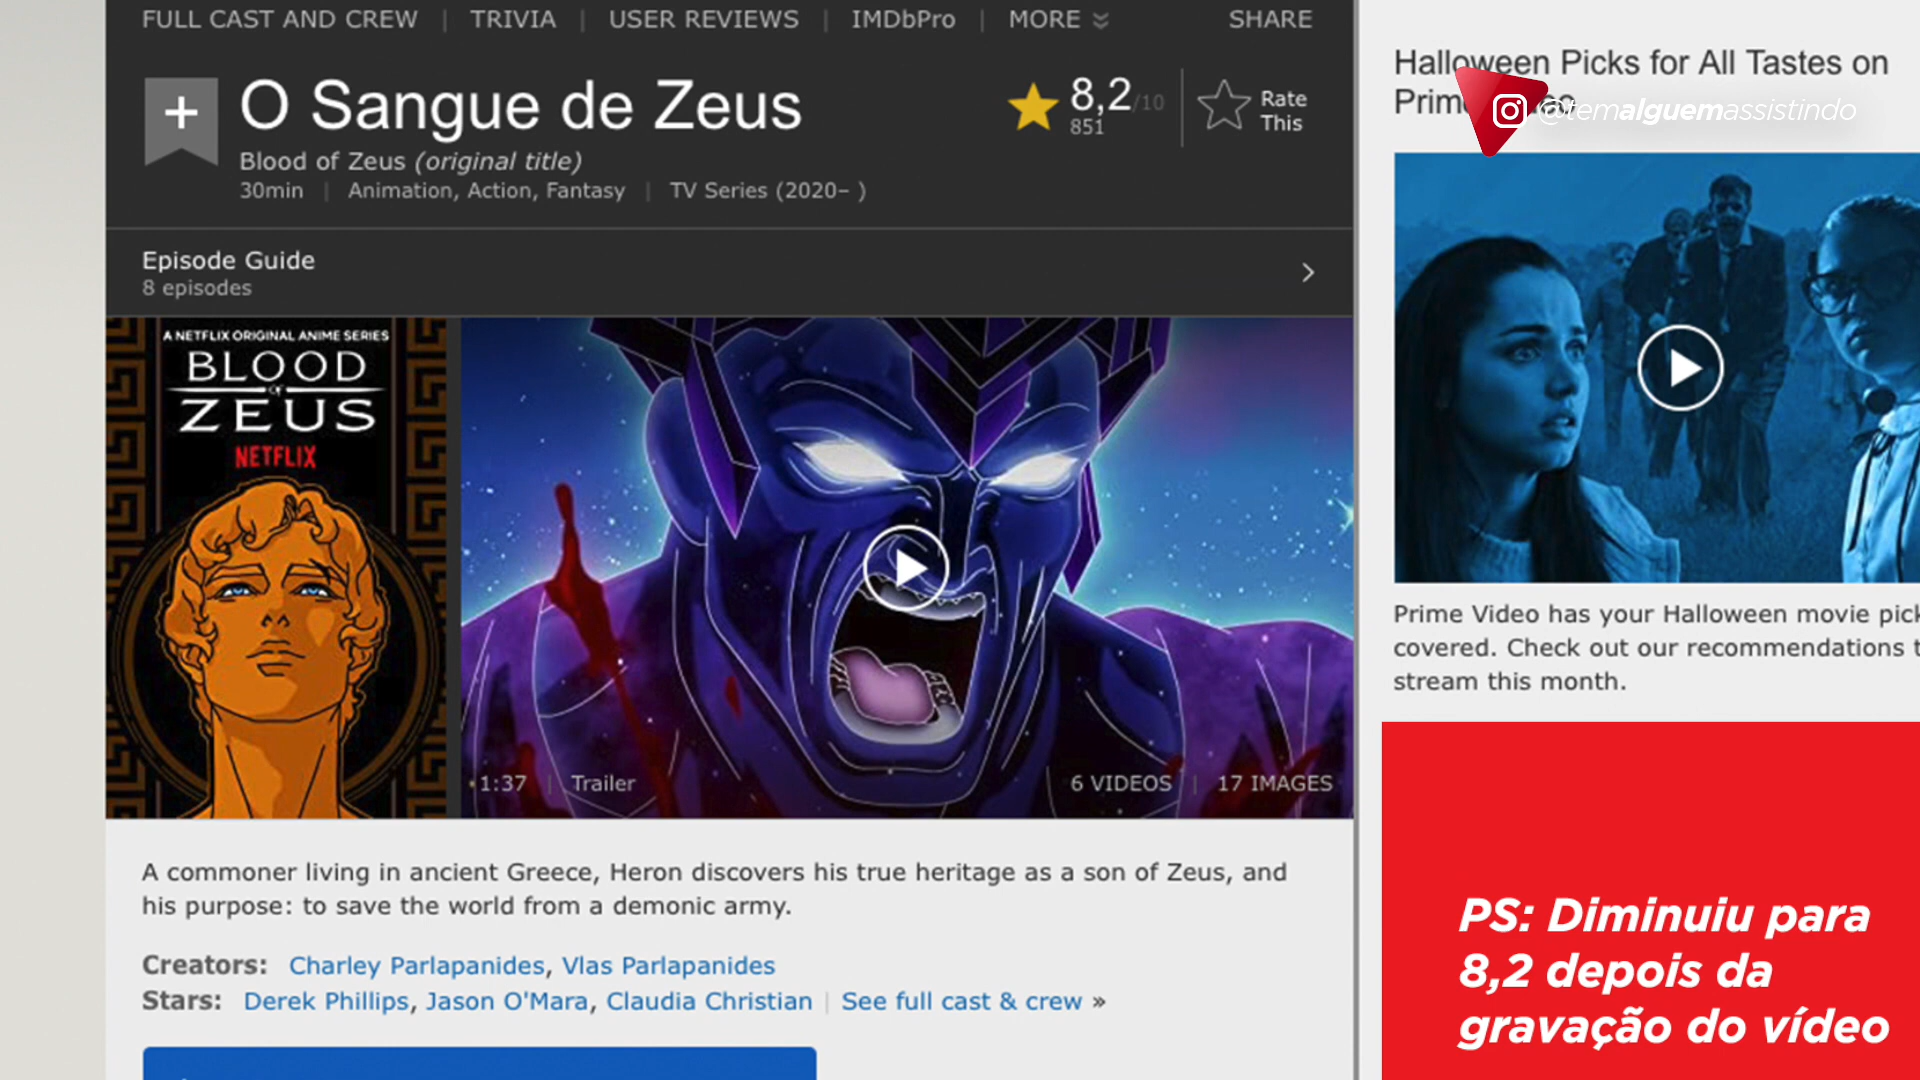 FULL CAST AND CREW | TRIVIA | USER REVIEWS | IMDbPro | MORE SHARE
O Sangue de Zeus
8,2/10
851
Rate
This
Blood of Zeus (original title)
30min | Animation, Action, Fantasy | TV Series (2020– )
Episode Guide
8 episodes
A NETFLIX ORIGINAL ANIME SERIES
BLOOD
of
ZEUS
NETFLIX
1:37 | Trailer
6 VIDEOS | 17 IMAGES
A commoner living in ancient Greece, Heron discovers his true heritage as a son of Zeus, and
his purpose: to save the world from a demonic army.
Creators: Charley Parlapanides, Vlas Parlapanides
Stars: Derek Phillips, Jason O'Mara, Claudia Christian | See full cast & crew »
Halloween Picks for All Tastes on
@temalguemassistindo
Prime Video has your Halloween movie
covered. Check out our recommendations
stream this month.
PS: Diminuiu para
8,2 depois da
gravação do vídeo